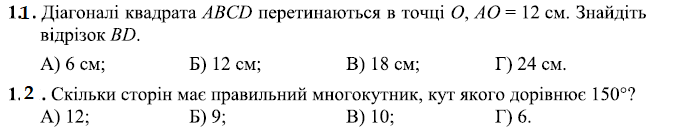 1.1. Діагоналі квадрата ABCD перетинаються в точці O, AO = 12 см. Знайдіть
відрізок BD.
А) 6 см; Б) 12 см; В) 18 см; Г) 24 см.
1.2 . Скільки сторін має правильний многокутник, кут якого дорівнює 150°?
А) 12; Б) 9; В) 10; Г) 6.